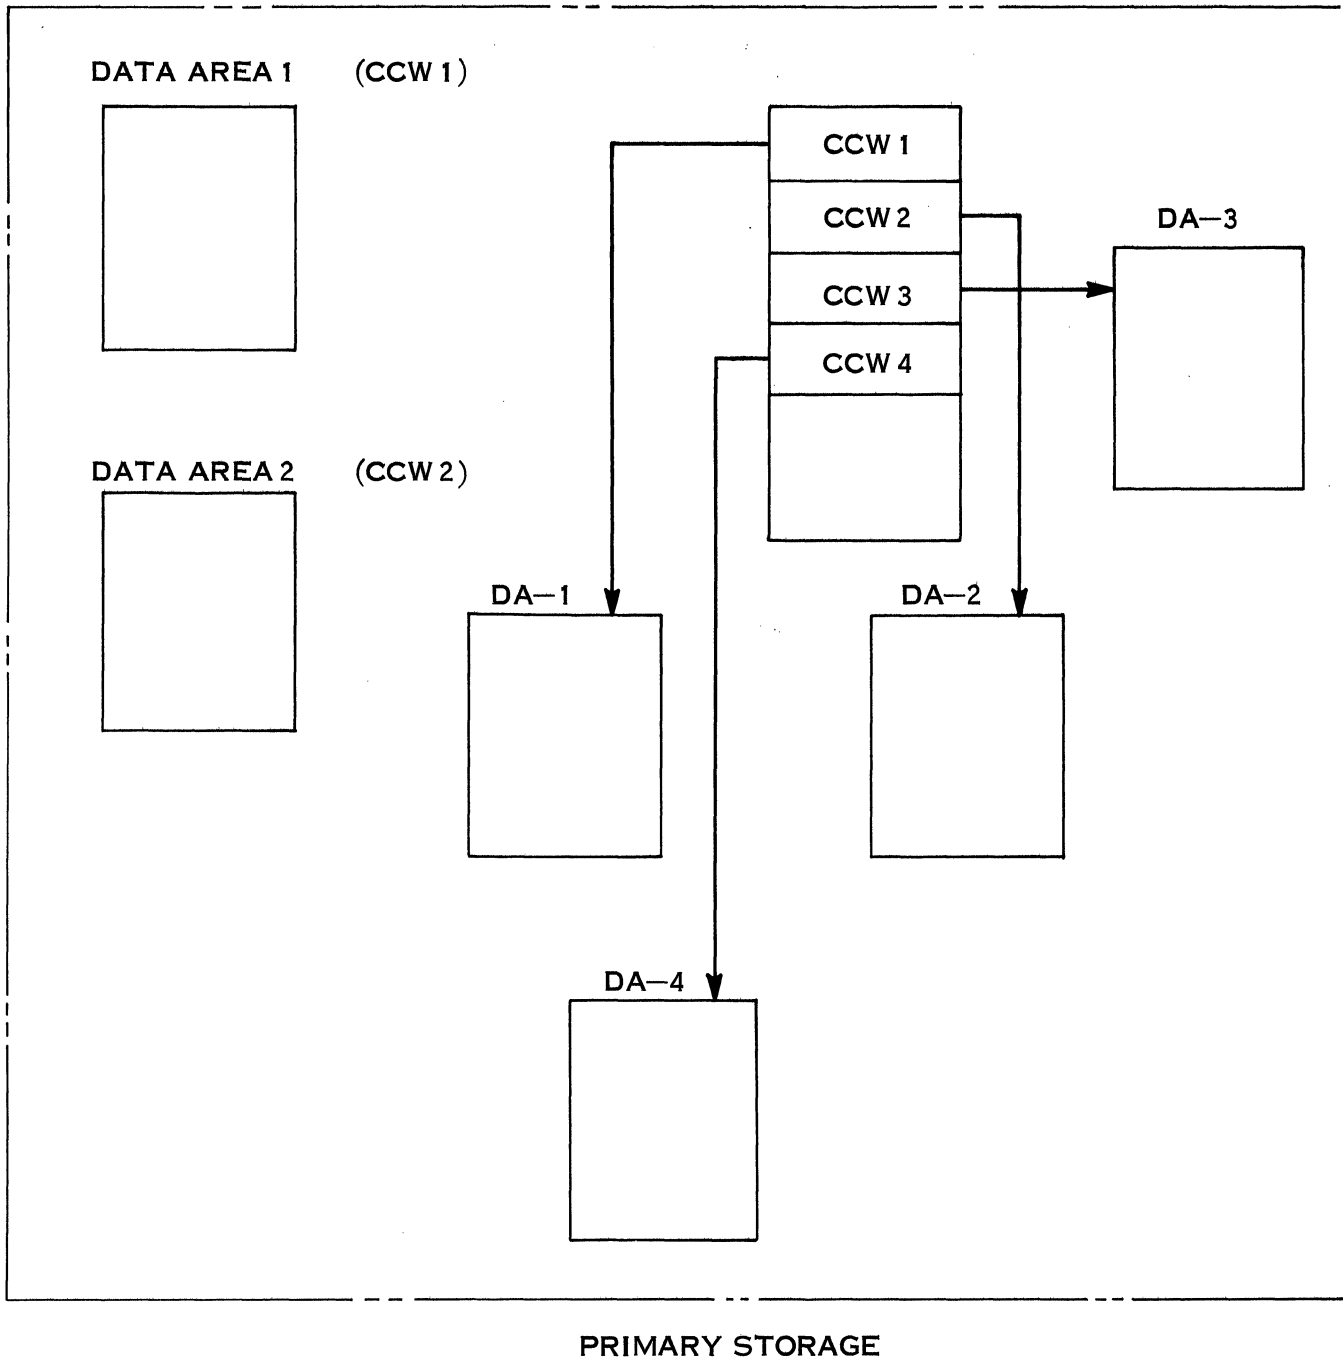 DATA AREA 1 (CCW 1)
CCW 1
CCW 2
DA—3
CCW 3
CCW 4
DATA AREA 2 (CCW 2)
DA—1
DA—2
DA—4
PRIMARY STORAGE